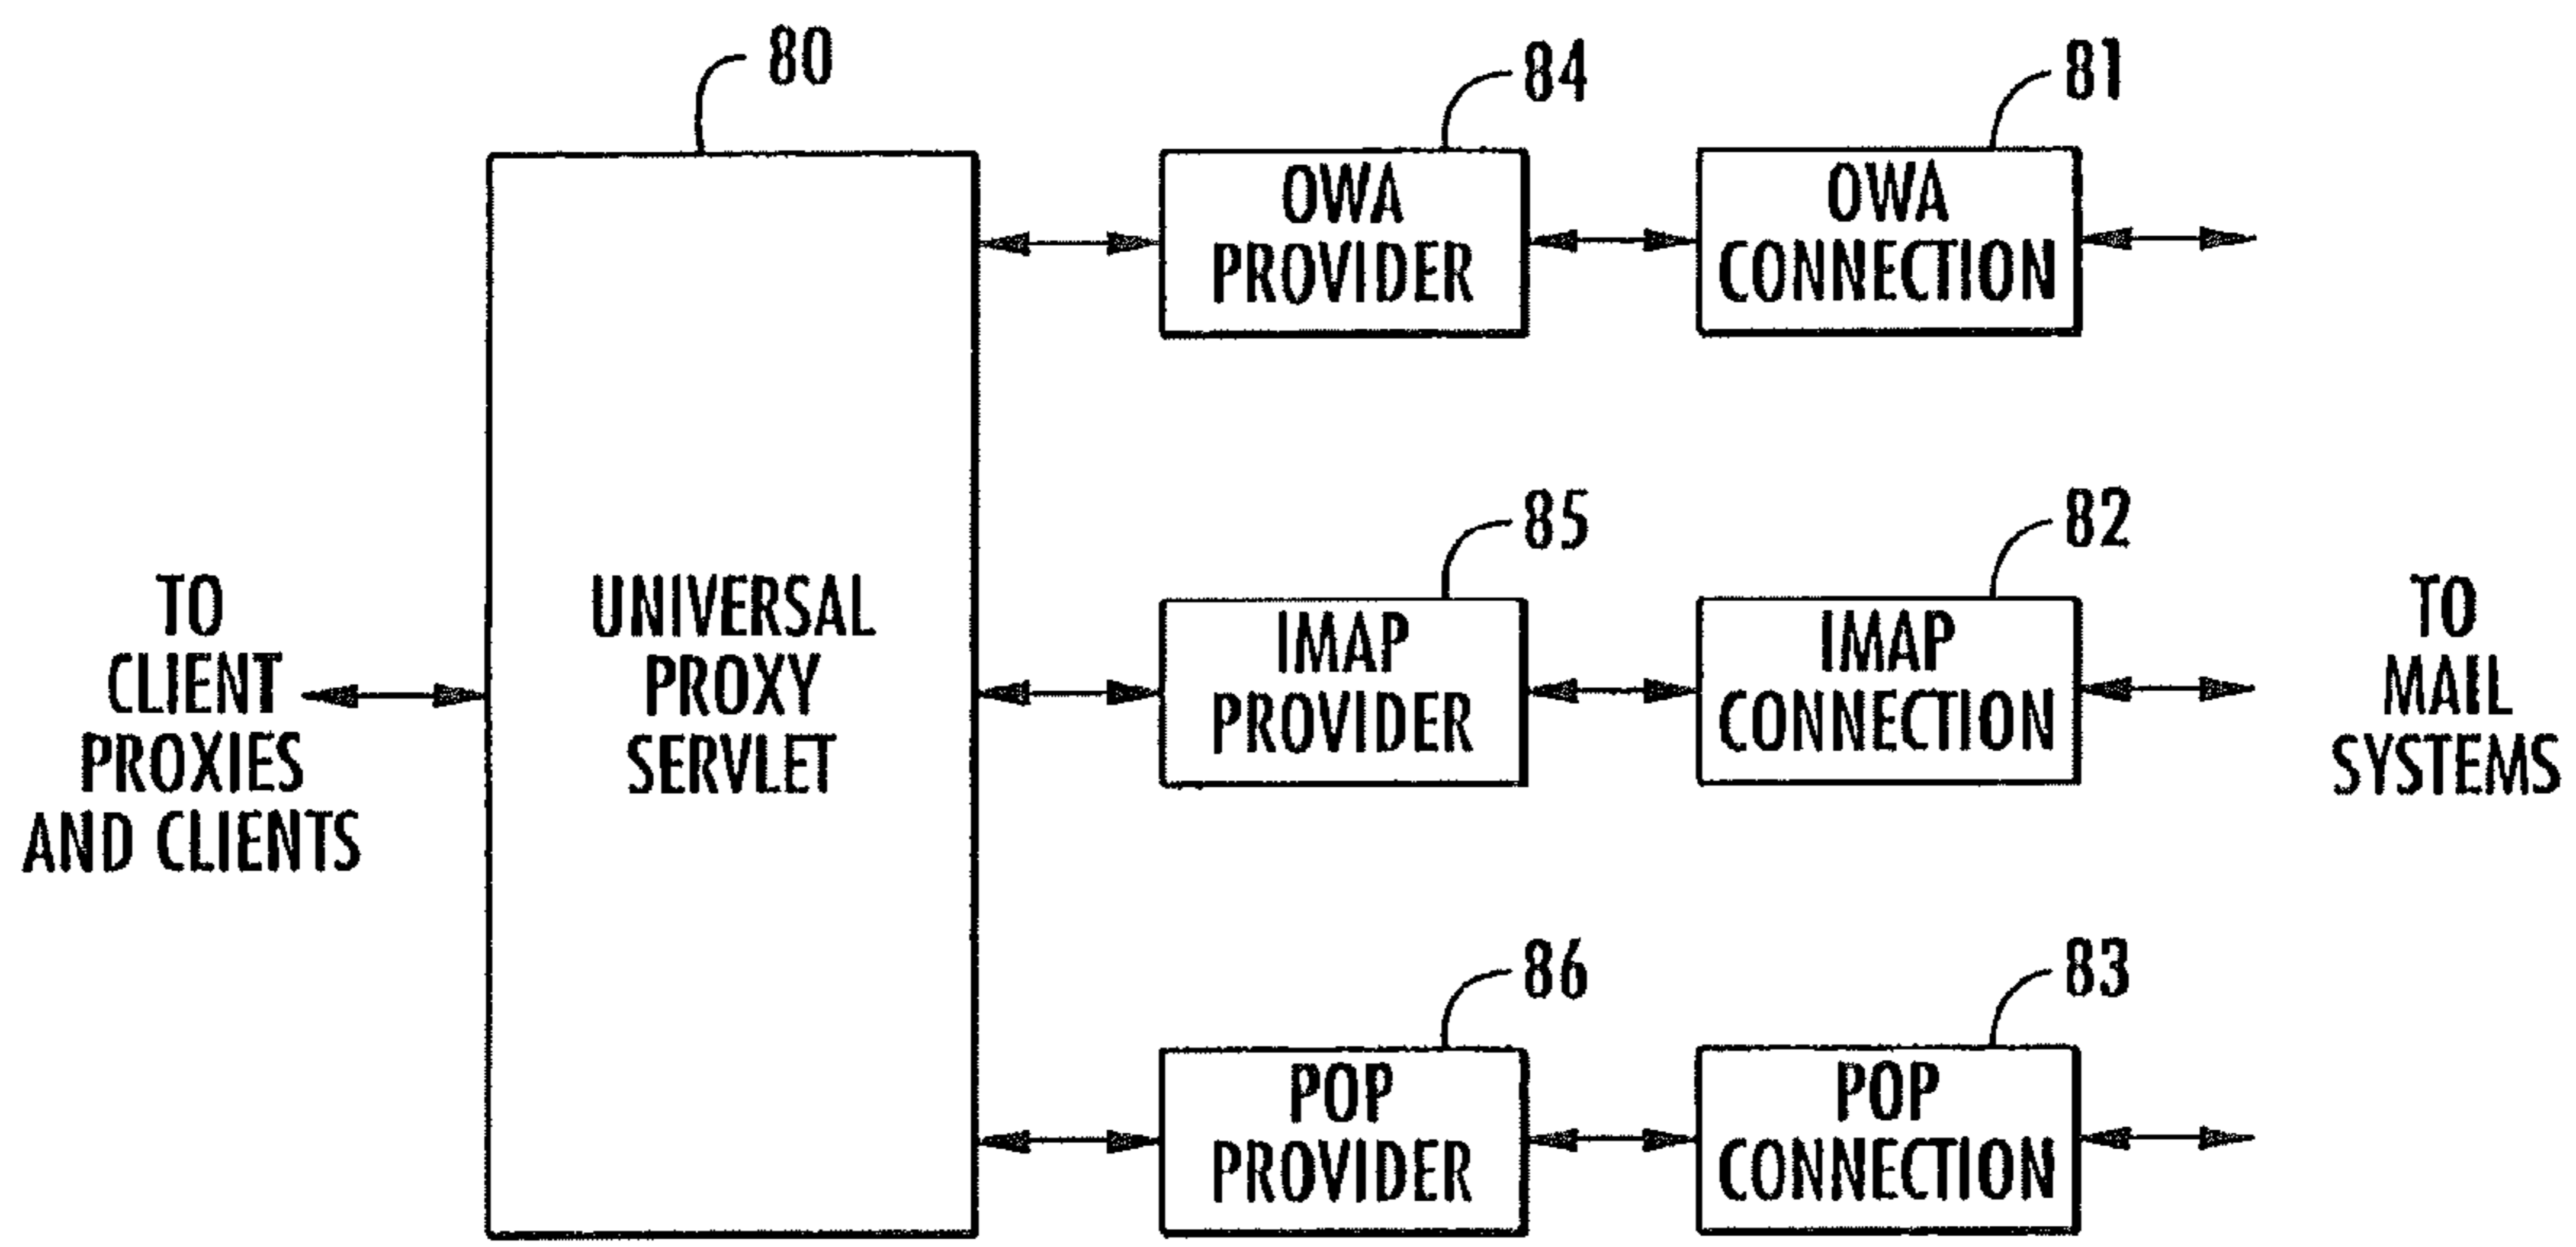 80
84
81
OWA
PROVIDER
OWA
CONNECTION
85
82
TO
CLIENT
PROXIES
AND CLIENTS
UNIVERSAL
PROXY
SERVLET
IMAP
PROVIDER
IMAP
CONNECTION
TO
MAIL
SYSTEMS
86
83
POP
PROVIDER
POP
CONNECTION